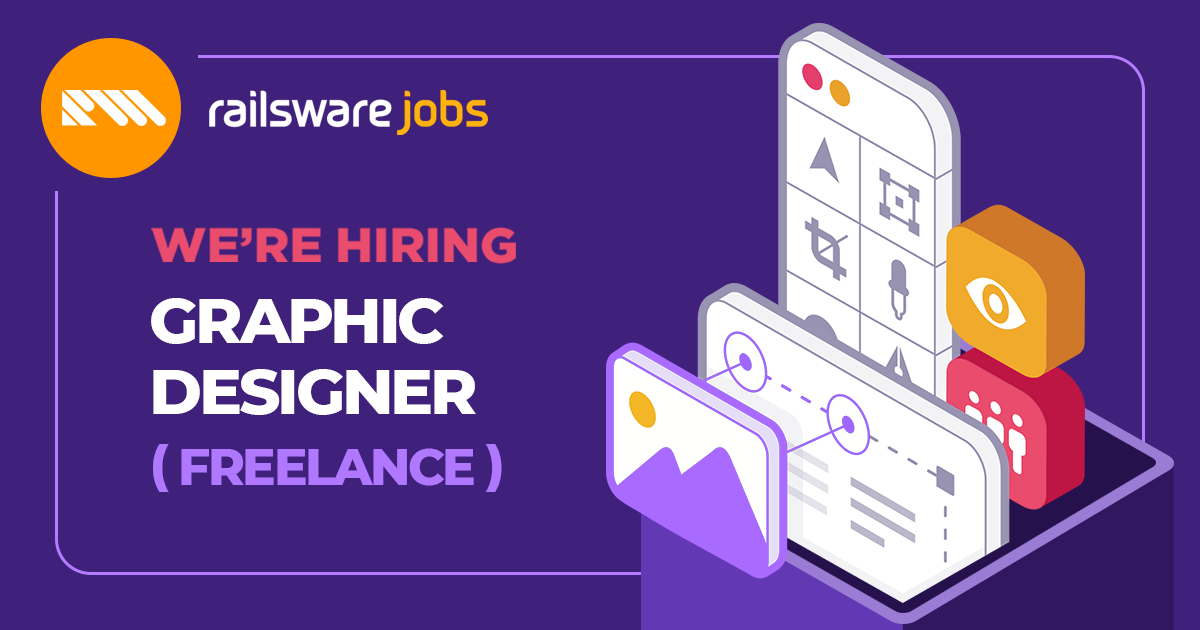 railsware jobs
WE'RE HIRING
GRAPHIC
DESIGNER
( FREELANCE )